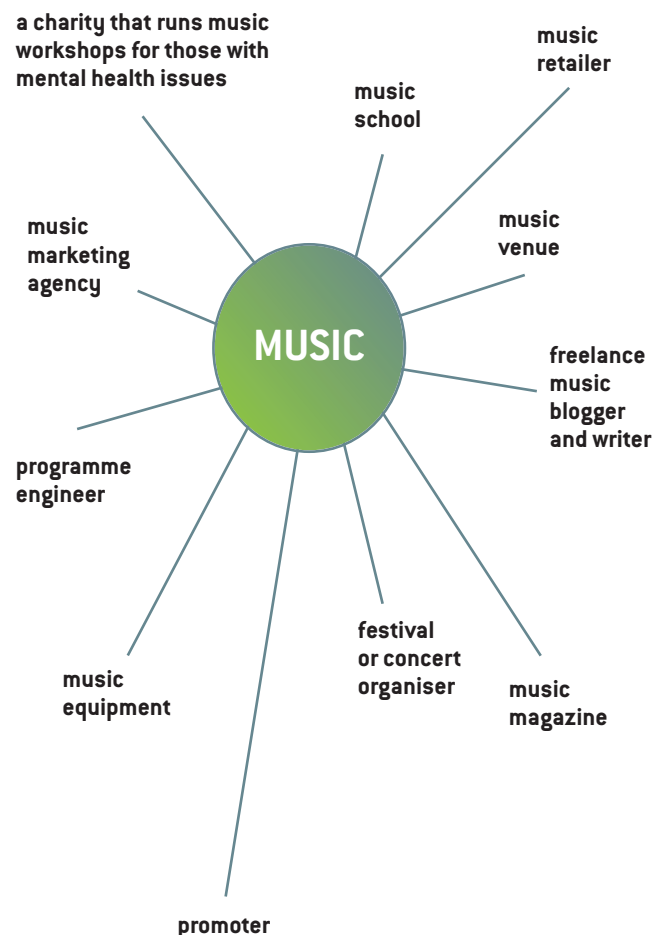 a charity that runs music
workshops for those with
mental health issues
music
retailer
music
school
music
venue
music
marketing
agency
MUSIC
freelance
music
blogger
and writer
programme
engineer
festival
or concert
organiser
music
equipment
music
magazine
promoter